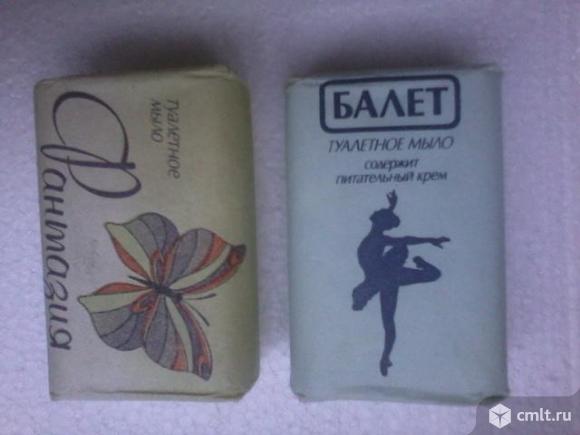 туалетное
мыло
Фантазия
БАЛЕТ
ТУАЛЕТНОЕ МЫЛО
содержит
питательный крем
cmlt.ru